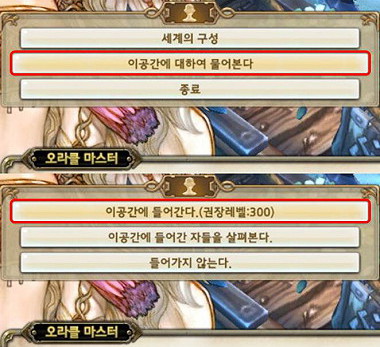 세계의 구성
이공간에 대하여 물어본다
종료
오라클 마스터
이공간에 들어간다.(권장레벨:300)
이공간에 들어간 자들을 살펴본다.
들어가지 않는다.
오라클 마스터